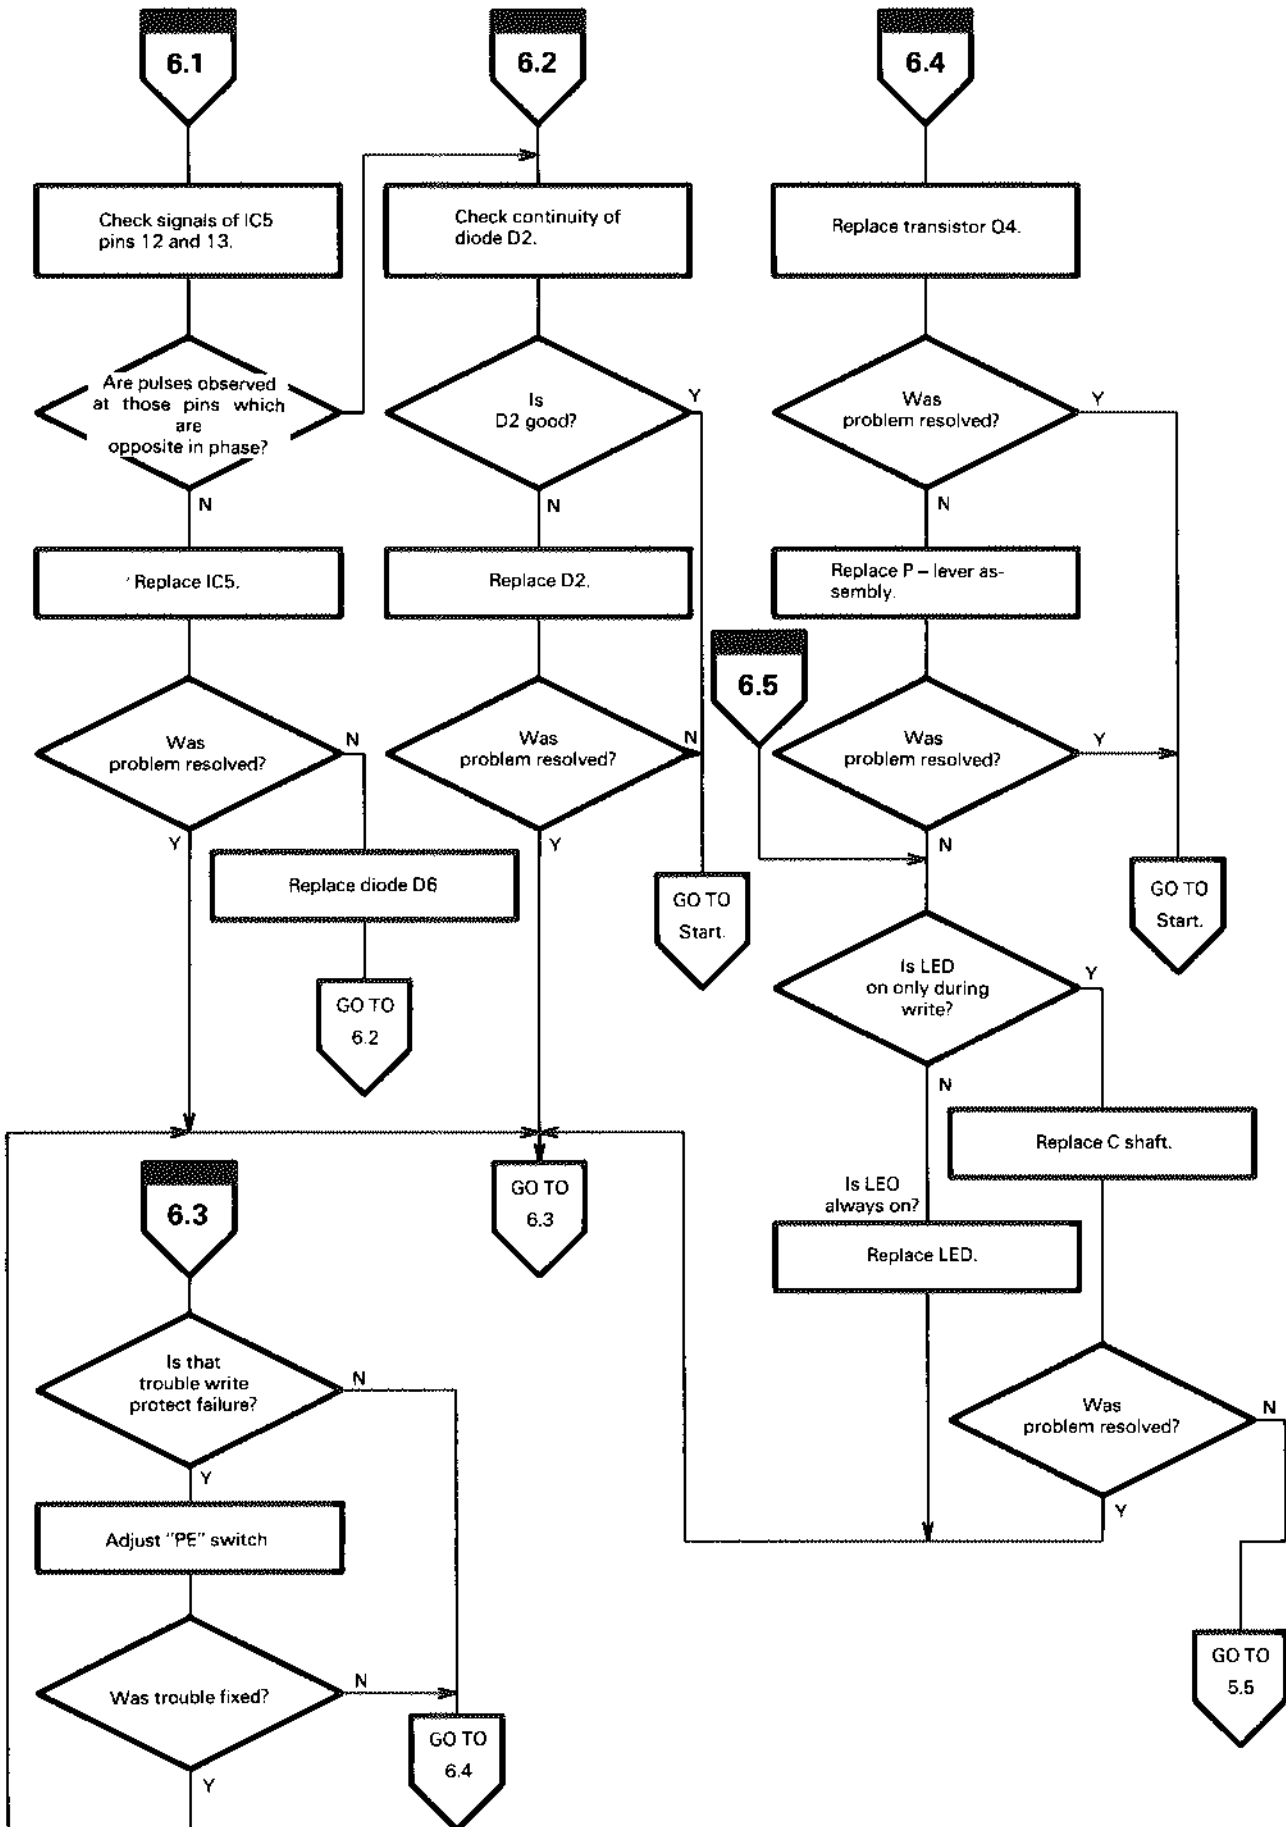 6.1
Check signals of IC5
pins 12 and 13.
Are pulses observed
at those pins which
are
opposite in phase?
N
Replace IC5.
Was
problem resolved?
N
Y
Replace diode D6
GO TO
6.2
6.2
Check continuity of
diode D2.
Is
D2 good?
Y
N
Replace D2.
Was
problem resolved?
N
Y
GO TO
Start.
GO TO
6.3
6.3
Is that
trouble write
protect failure?
N
Y
Adjust "PE" switch
Was trouble fixed?
N
Y
GO TO
6.4
6.4
Replace transistor Q4.
Was
problem resolved?
Y
N
Replace P – lever as-
sembly.
6.5
Was
problem resolved?
Y
N
GO TO
Start.
Is LED
on only during
write?
Y
N
Replace C shaft.
Is LEO
always on?
Replace LED.
Was
problem resolved?
N
Y
GO TO
5.5